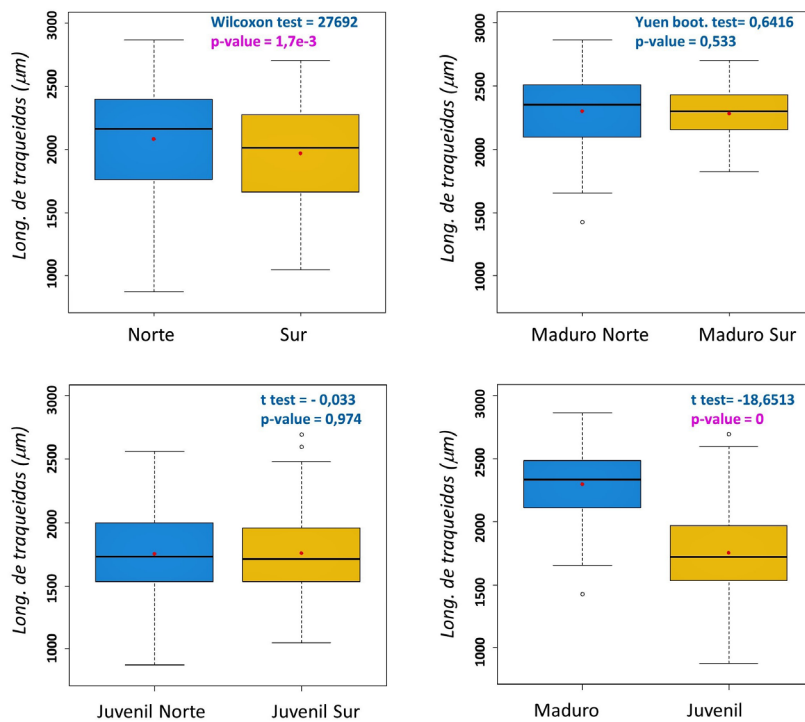 Wilcoxon test = 27692
p-value = 1,7e-3
Long. de traqueidas (μm)
3000
2500
2000
1500
1000
Norte Sur
Yuen boot. test= 0,6416
p-value = 0,533
Long. de traqueidas (μm)
3000
2500
2000
1500
1000
Maduro Norte Maduro Sur
t test = - 0,033
p-value = 0,974
Long. de traqueidas (μm)
3000
2500
2000
1500
1000
Juvenil Norte Juvenil Sur
t test= -18,6513
p-value = 0
Long. de traqueidas (μm)
3000
2500
2000
1500
1000
Maduro Juvenil